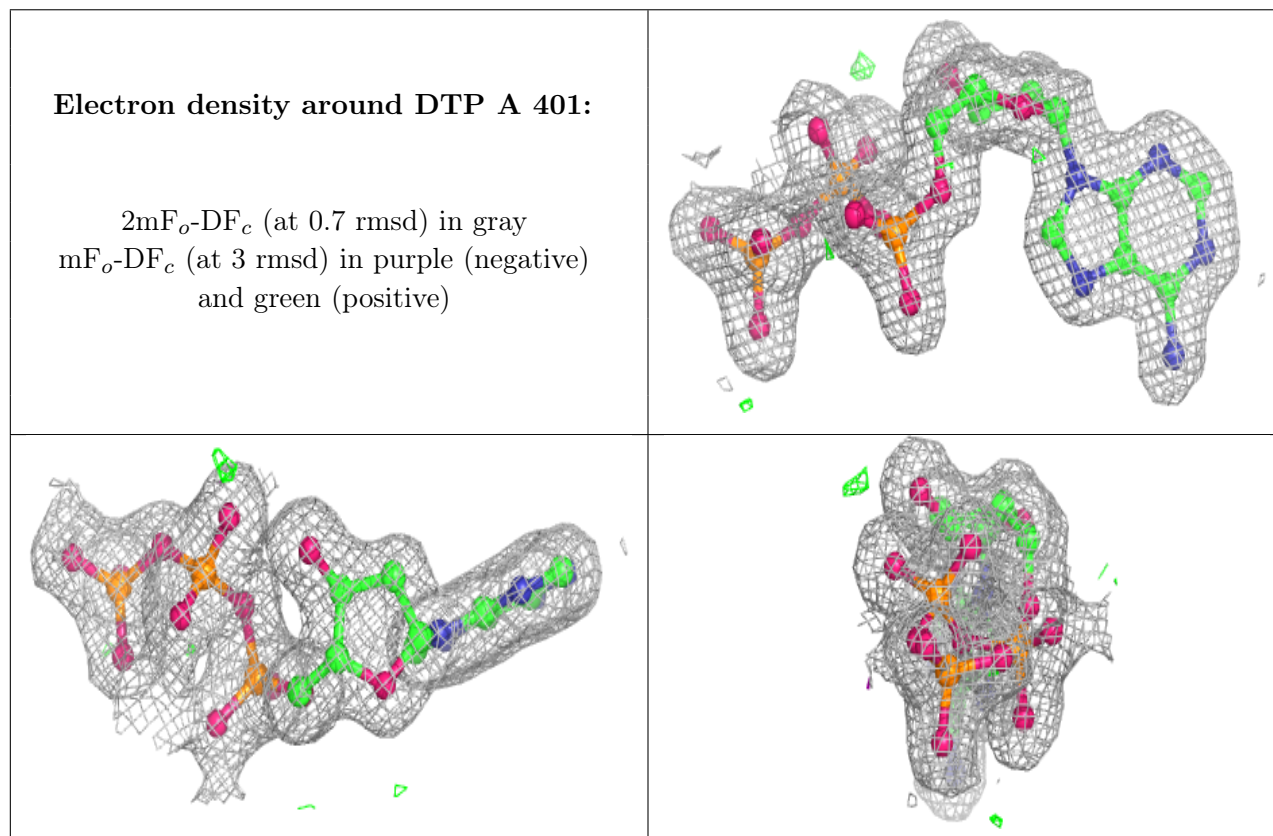 Electron density around DTP A 401:
2mFo-DFc (at 0.7 rmsd) in gray
mFo-DFc (at 3 rmsd) in purple (negative)
and green (positive)